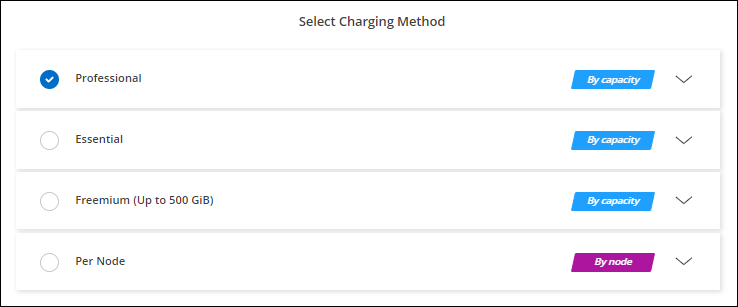 Select Charging Method
Professional By capacity
Essential By capacity
Freemium (Up to 500 GiB) By capacity
Per Node By node